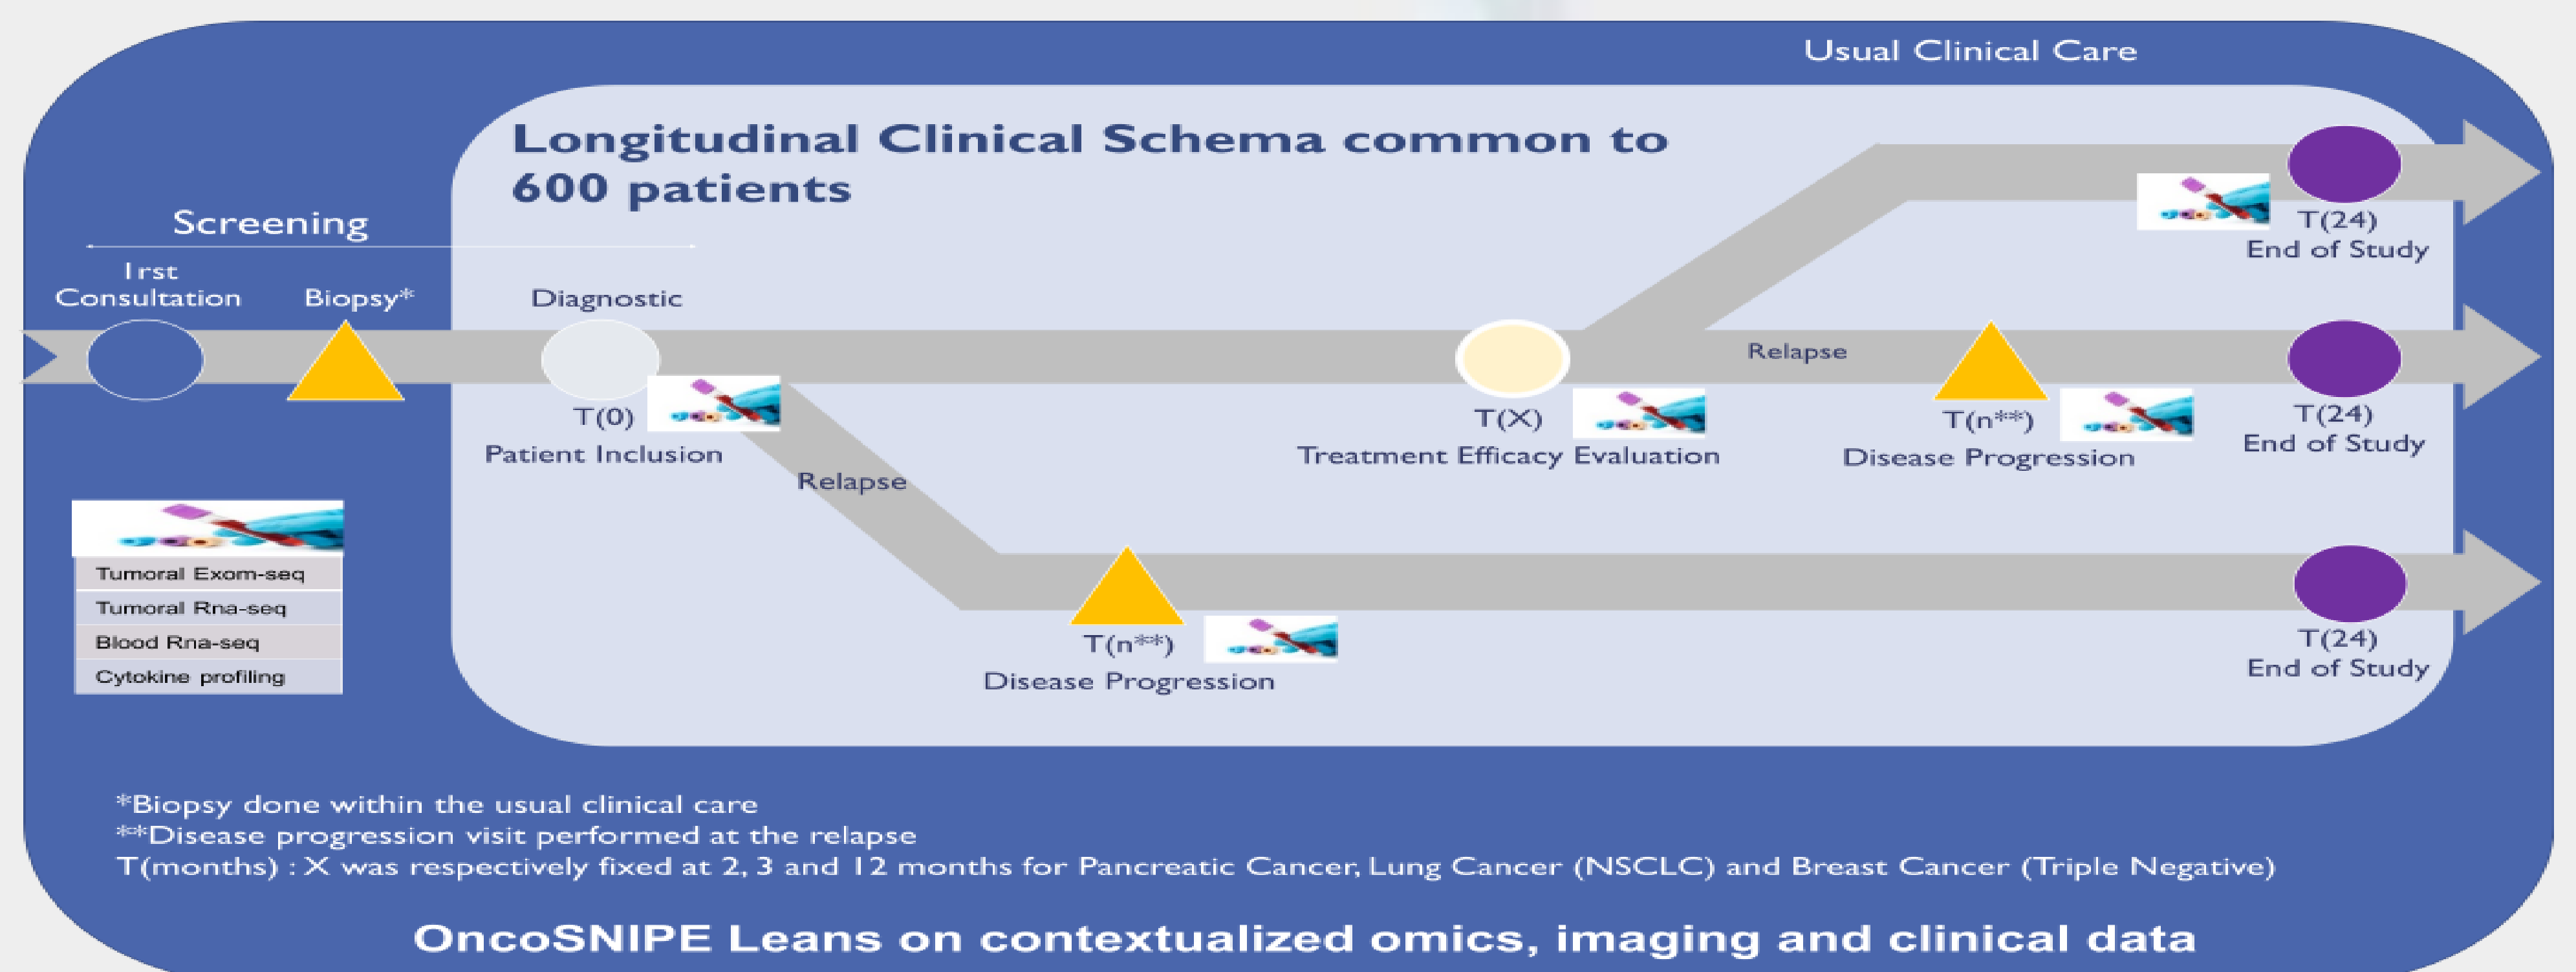 Usual Clinical Care
Longitudinal Clinical Schema common to
600 patients
Screening
1rst
Consultation
Biopsy*
Diagnostic
T(0)
Patient Inclusion
Relapse
T(n**)
Disease Progression
T(X)
Treatment Efficacy Evaluation
Relapse
T(n**)
Disease Progression
T(24)
End of Study
T(24)
End of Study
T(24)
End of Study
Tumoral Exom-seq
Tumoral Rna-seq
Blood Rna-seq
Cytokine profiling
*Biopsy done within the usual clinical care
**Disease progression visit performed at the relapse
T(months) : X was respectively fixed at 2, 3 and 12 months for Pancreatic Cancer, Lung Cancer (NSCLC) and Breast Cancer (Triple Negative)
OncoSNIPE Leans on contextualized omics, imaging and clinical data